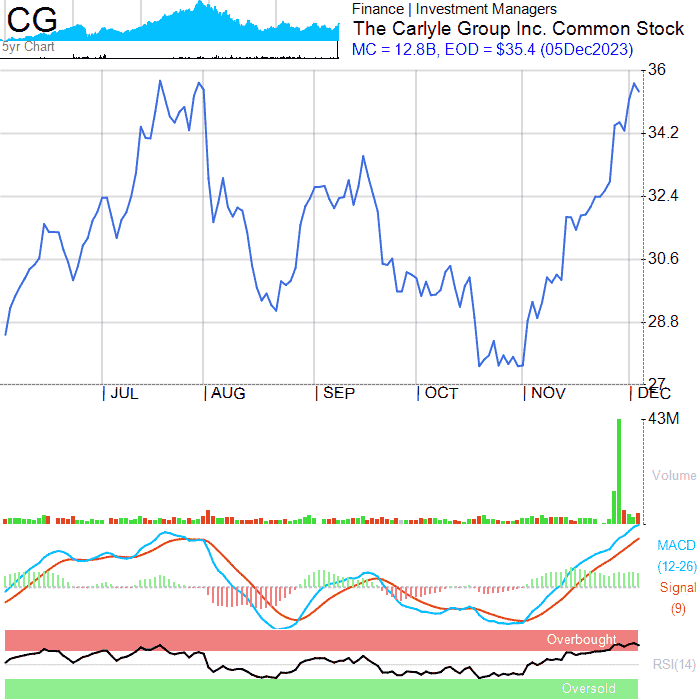 CG
5yr Chart
Finance | Investment Managers
The Carlyle Group Inc. Common Stock
MC = 12.8B, EOD = $35.4 (05Dec2023)
36
34.2
32.4
30.6
28.8
27
| JUL | AUG | SEP | OCT | NOV | DEC
43M
Volume
MACD
(12-26)
Signal
(9)
Overbought
RSI(14)
Oversold